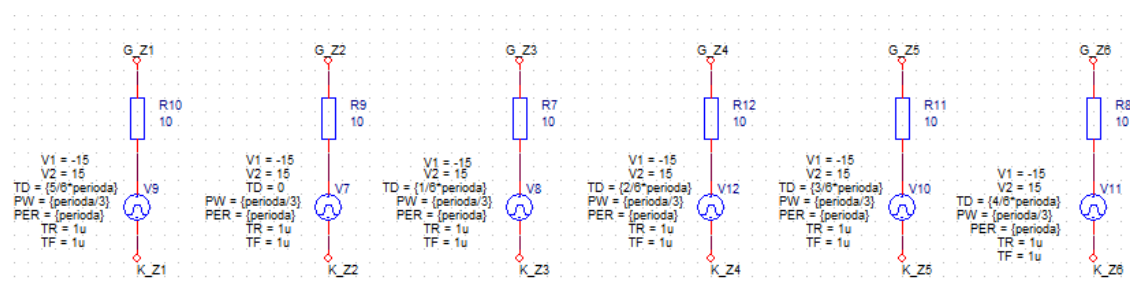 G_Z1
R10
10
V1 = -15
V2 = 15
TD = {5/6*perioda}
PW = {perioda/3}
PER = {perioda}
TR = 1u
TF = 1u
V9
K_Z1
G_Z2
R9
10
V1 = -15
V2 = 15
TD = 0
PW = {perioda/3}
PER = {perioda}
TR = 1u
TF = 1u
V7
K_Z2
G_Z3
R7
10
V1 = -15
V2 = 15
TD = {1/6*perioda}
PW = {perioda/3}
PER = {perioda}
TR = 1u
TF = 1u
V8
K_Z3
G_Z4
R12
10
V1 = -15
V2 = 15
TD = {2/6*perioda}
PW = {perioda/3}
PER = {perioda}
TR = 1u
TF = 1u
V12
K_Z4
G_Z5
R11
10
V1 = -15
V2 = 15
TD = {3/6*perioda}
PW = {perioda/3}
PER = {perioda}
TR = 1u
TF = 1u
V10
K_Z5
G_Z6
R8
10
V1 = -15
V2 = 15
TD = {4/6*perioda}
PW = {perioda/3}
PER = {perioda}
TR = 1u
TF = 1u
V11
K_Z6